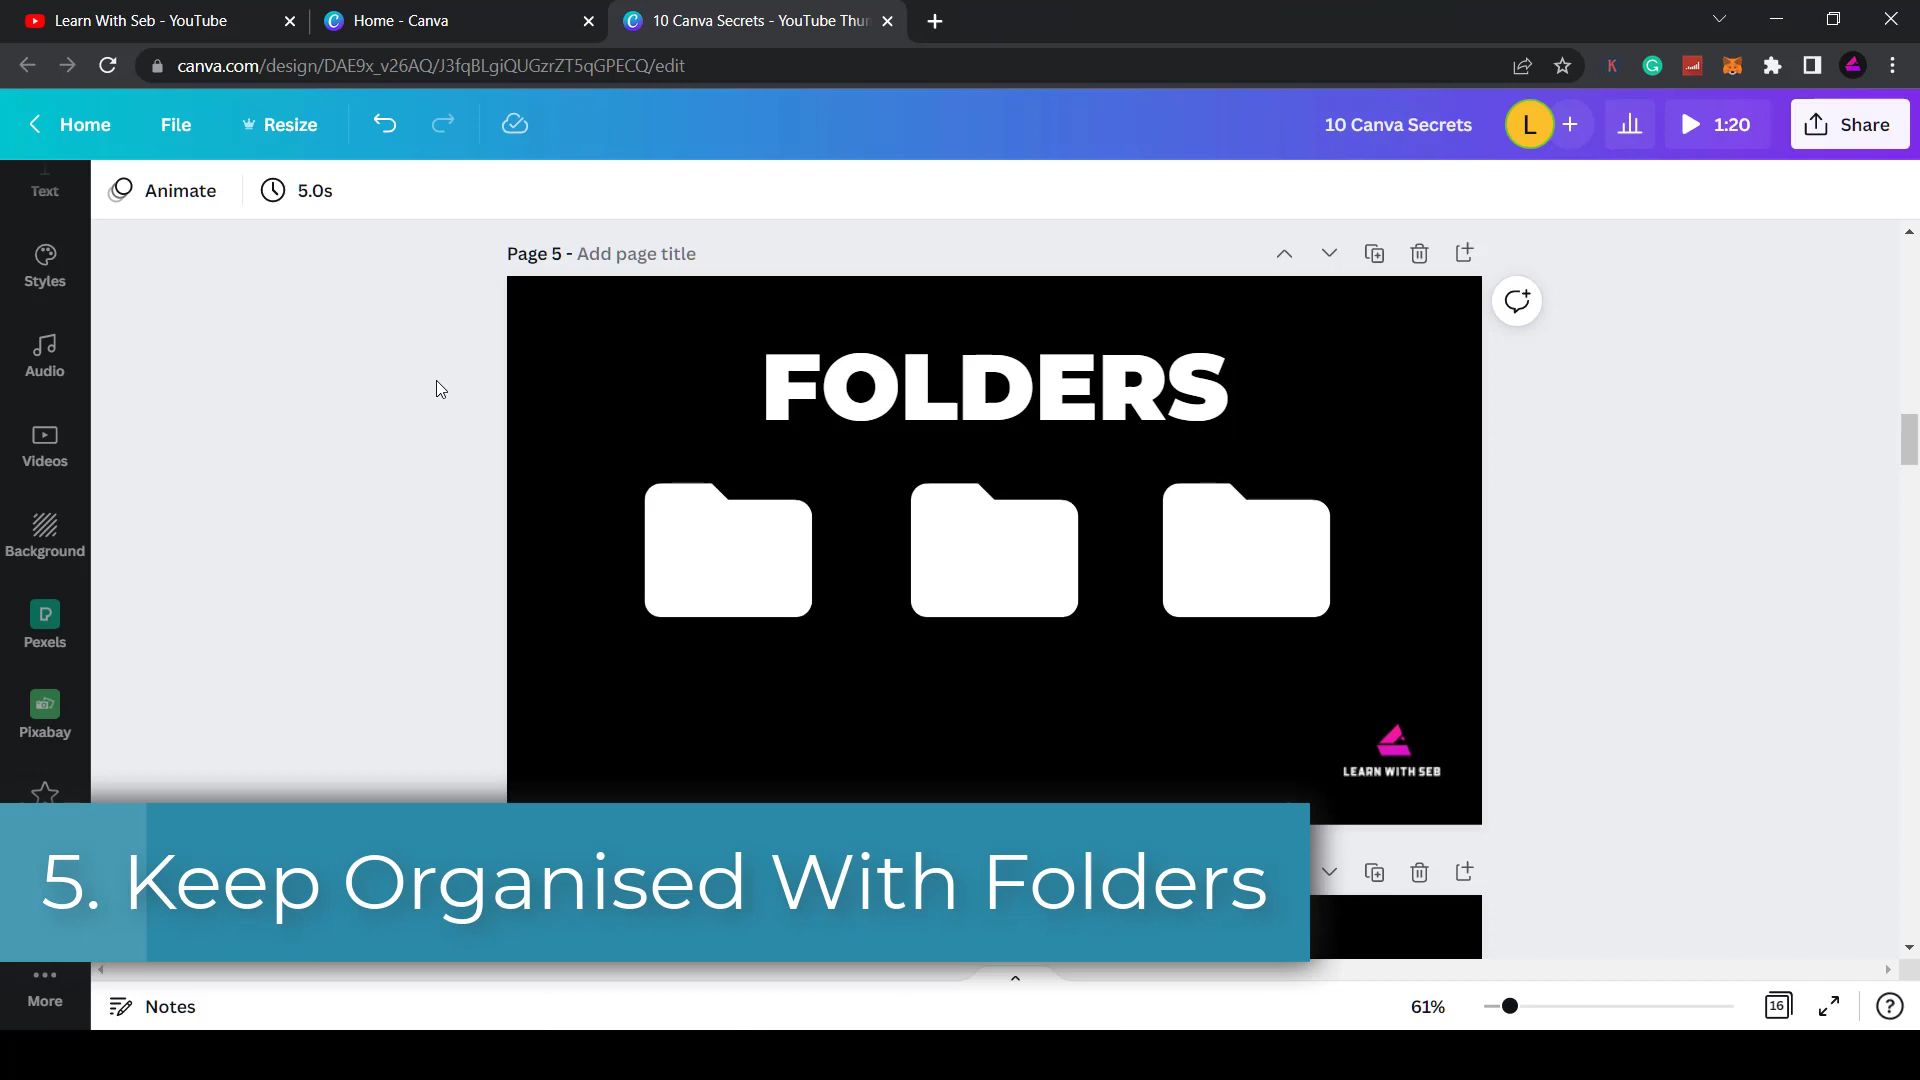 Learn With Seb - YouTube
Home - Canva
10 Canva Secrets - YouTube Thu
canva.com/design/DAE9x_v26AQ/J3fqBLgiQUGzrZT5qGPECQ/edit
Home
File
Resize
10 Canva Secrets
L
1:20
Share
Text
Animate
5.0s
Styles
Audio
Videos
Background
Pexels
Pixabay
More
Page 5 - Add page title
FOLDERS
LEARN WITH SEB
5. Keep Organised With Folders
Notes
61%
16